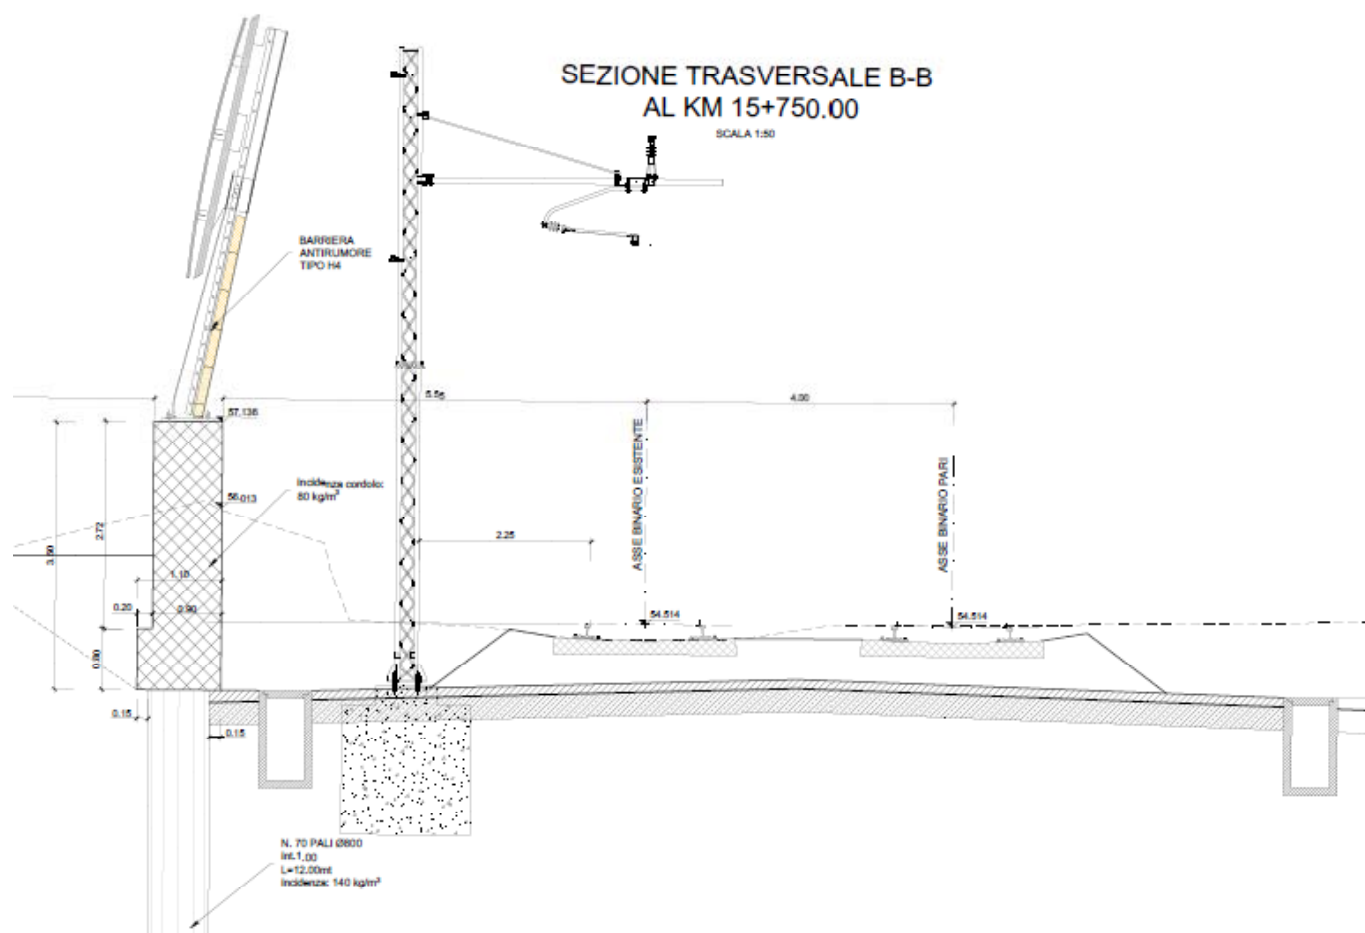 SEZIONE TRASVERSALE B-B
AL KM 15+750.00
SCALA 1:50
BARRIERA
ANTIRUMORE
TIPO H4
5.55
4.00
57.136
ASSE BINARIO ESISTENTE
ASSE BINARIO PARI
Incidenza cordolo:
80 kg/m³
56.013
2.72
3.50
2.25
1.10
0.20
0.90
54.514
54.514
0.80
0.15
0.15
N. 70 PALI Ø800
int.1.00
L=12.00mt
Incidenza: 140 kg/m³